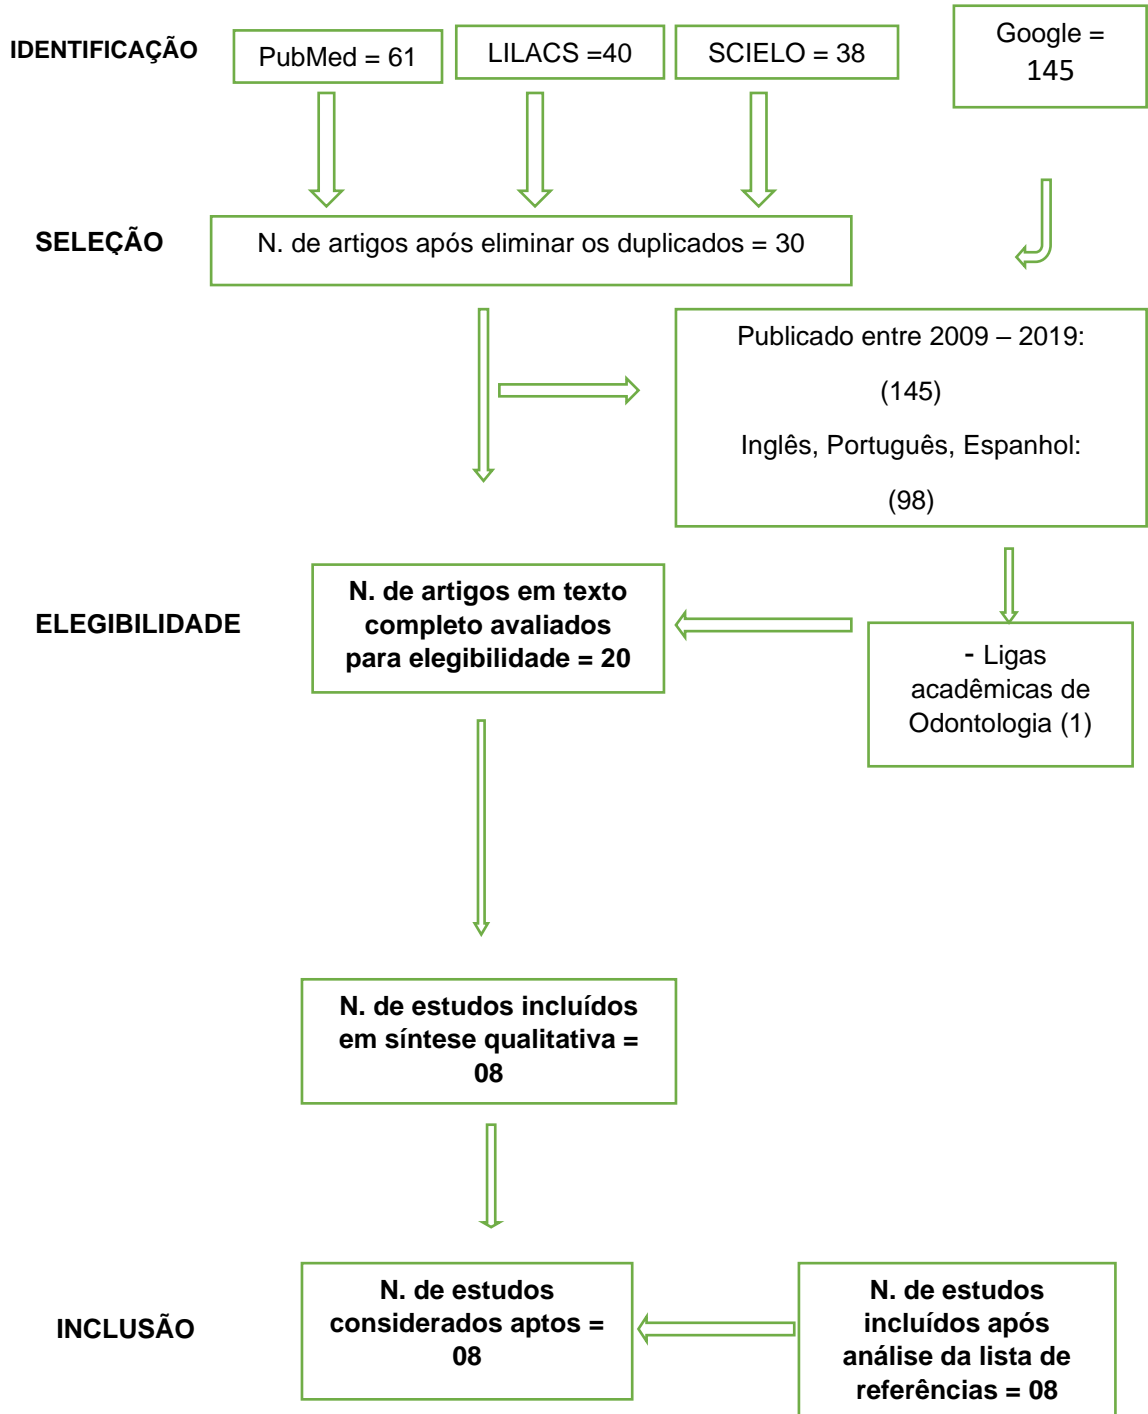 IDENTIFICAÇÃO
PubMed = 61
LILACS =40
SCIELO = 38
Google =
145
SELEÇÃO
N. de artigos após eliminar os duplicados = 30
Publicado entre 2009 – 2019:
(145)
Inglês, Português, Espanhol:
(98)
ELEGIBILIDADE
N. de artigos em texto
completo avaliados
para elegibilidade = 20
- Ligas
acadêmicas de
Odontologia (1)
N. de estudos incluídos
em síntese qualitativa =
08
INCLUSÃO
N. de estudos
considerados aptos =
08
N. de estudos
incluídos após
análise da lista de
referências = 08